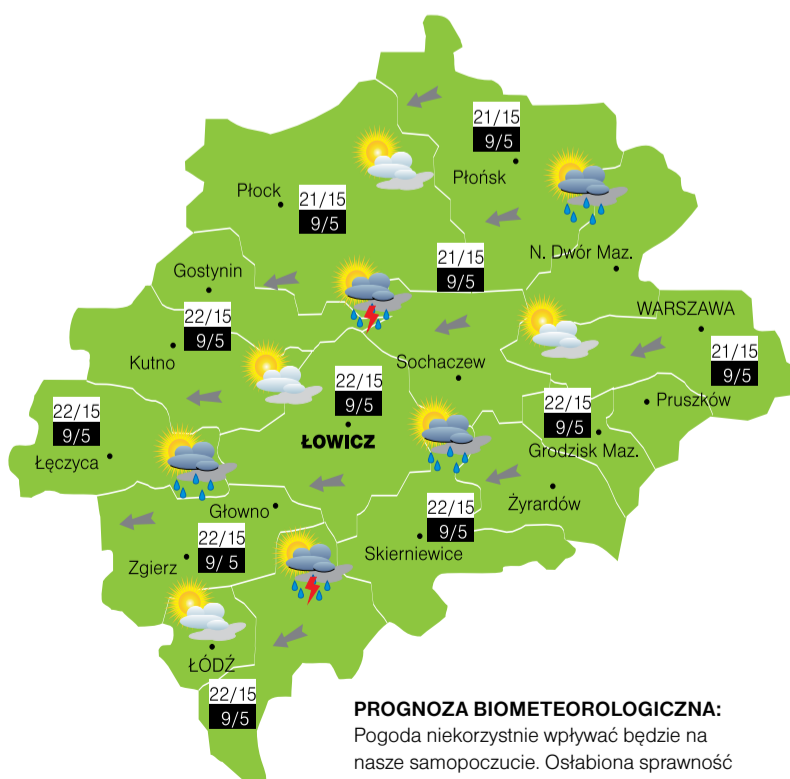 21/15
9/5
Płońsk
Płock
21/15
9/5
N. Dwór Maz.
21/15
9/5
Gostynin
WARSZAWA
22/15
9/5
Kutno
21/15
9/5
Sochaczew
22/15
9/5
ŁOWICZ
22/15
9/5
Pruszków
Grodzisk Maz.
22/15
9/5
Łęczyca
Żyrardów
Głowno
22/15
9/5
Skierniewice
22/15
9/ 5
Zgierz
ŁÓDŹ
22/15
9/5
PROGNOZA BIOMETEOROLOGICZNA:
Pogoda niekorzystnie wpływać będzie na
nasze samopoczucie. Osłabiona sprawność